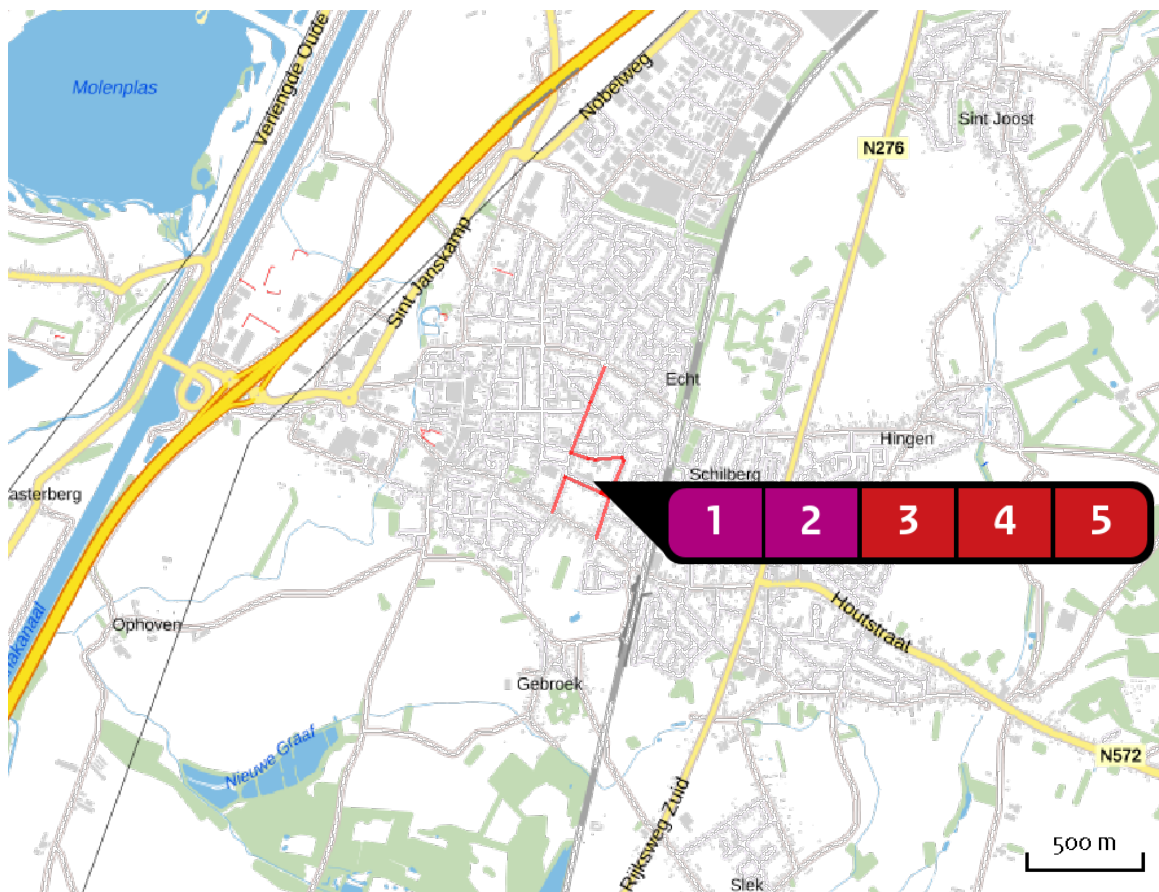 Molenplas
Verlengde Oude
Nobelweg
Sint Joost
N276
Sint Janskamp
Echt
Hingen
Schilberg
asterberg
1 2 3 4 5
nakanaal
Ophoven
Houtstraat
Gebroek
Nieuwe Graaf
N572
Rijksweg Zuid
500 m
Slek